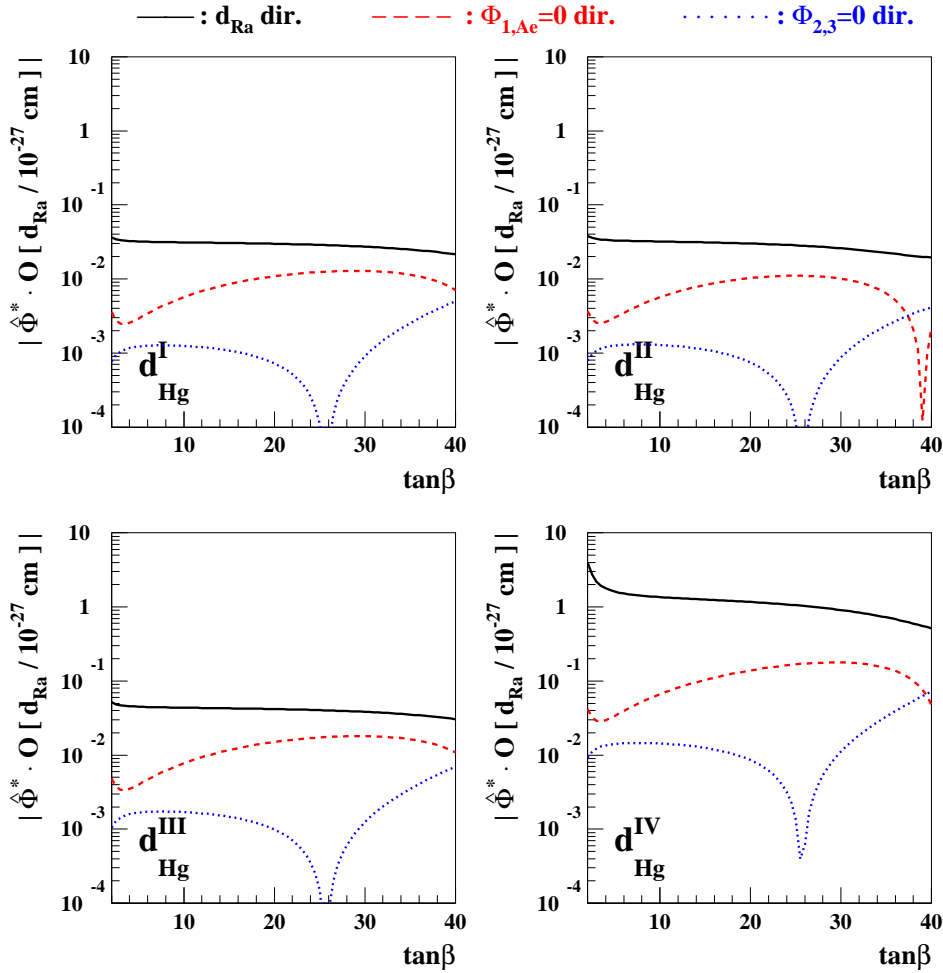 : d_Ra dir. : Φ_1,Ae=0 dir. : Φ_2,3=0 dir.
| Φ̂* · O [ d_Ra / 10^-27 cm ] |
10
1
10^-1
10^-2
10^-3
10^-4
d^I_Hg
10 20 30 40
tanβ
| Φ̂* · O [ d_Ra / 10^-27 cm ] |
10
1
10^-1
10^-2
10^-3
10^-4
d^II_Hg
10 20 30 40
tanβ
| Φ̂* · O [ d_Ra / 10^-27 cm ] |
10
1
10^-1
10^-2
10^-3
10^-4
d^III_Hg
10 20 30 40
tanβ
| Φ̂* · O [ d_Ra / 10^-27 cm ] |
10
1
10^-1
10^-2
10^-3
10^-4
d^IV_Hg
10 20 30 40
tanβ